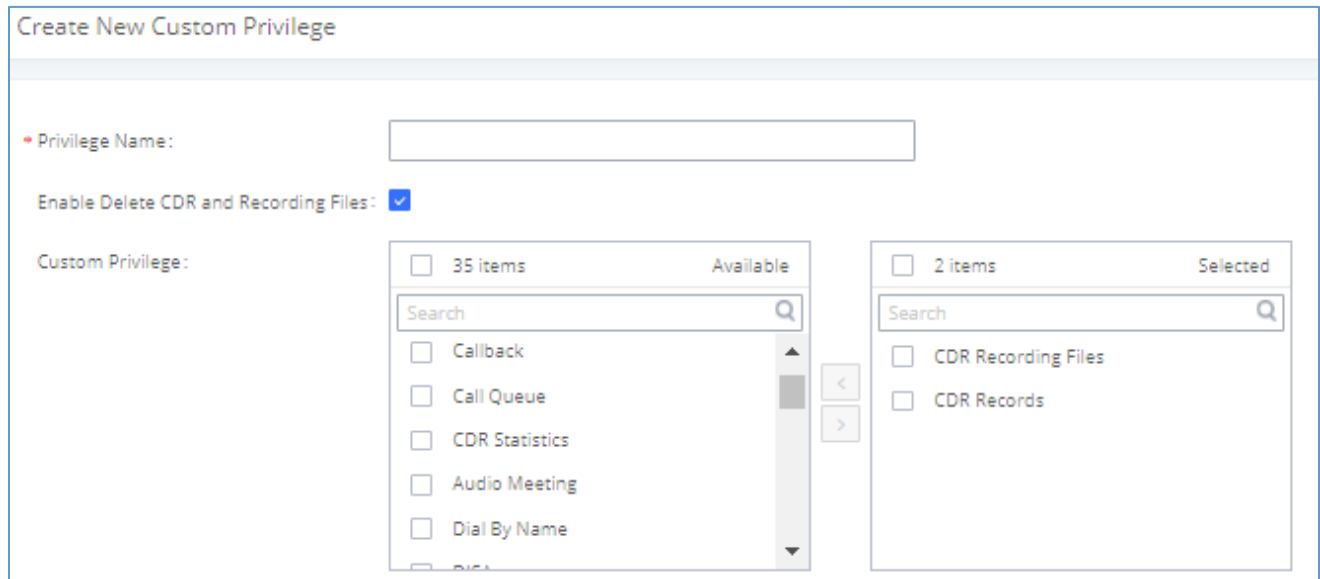 Create New Custom Privilege
* Privilege Name:
Enable Delete CDR and Recording Files:
Custom Privilege:
35 items Available
Search
Callback
Call Queue
CDR Statistics
Audio Meeting
Dial By Name
2 items Selected
Search
CDR Recording Files
CDR Records